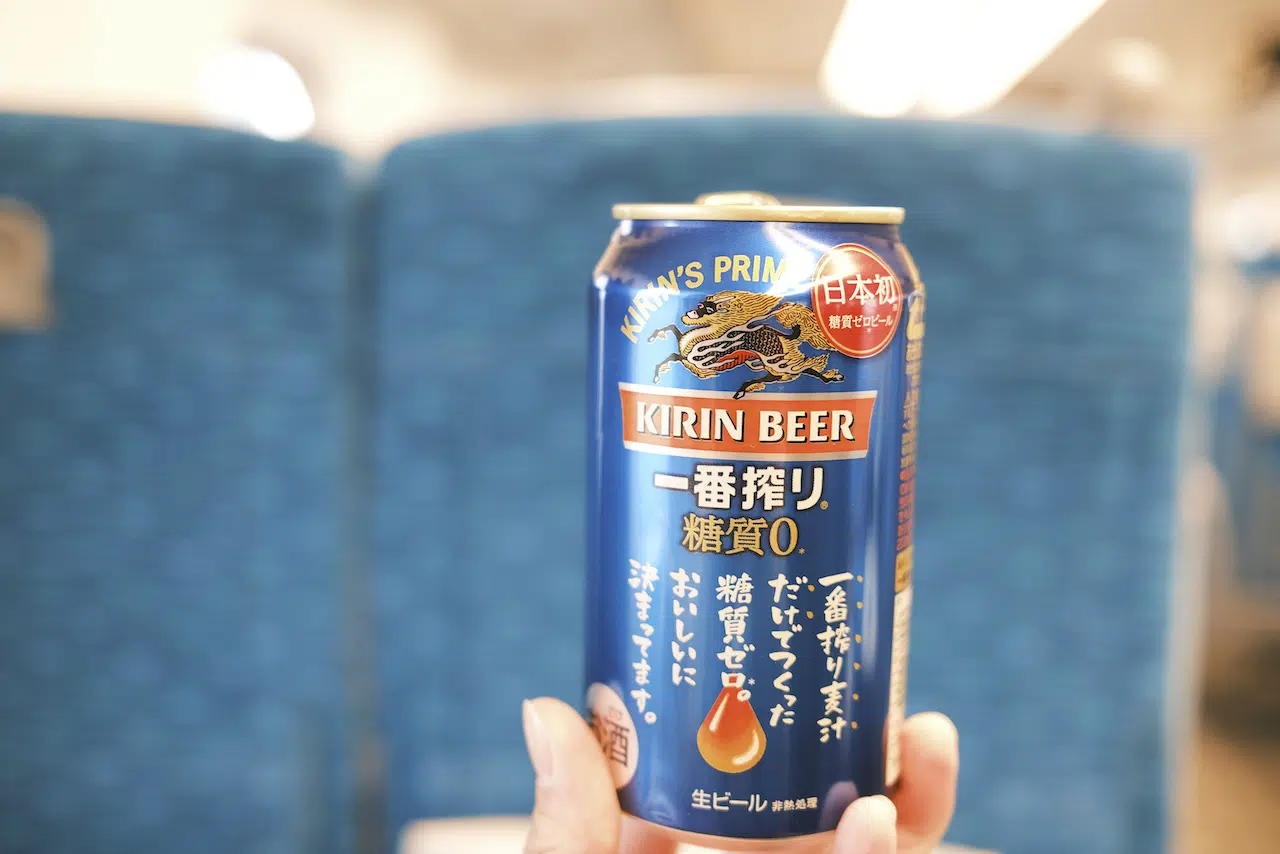 KIRIN'S PRIM
日本初
糖質ゼロビール
KIRIN BEER
一番搾り®
糖質0*
一番搾り麦汁
だけでつくった
糖質ゼロ*。
おいしいに
決まってます。
酒
生ビール 非熱処理